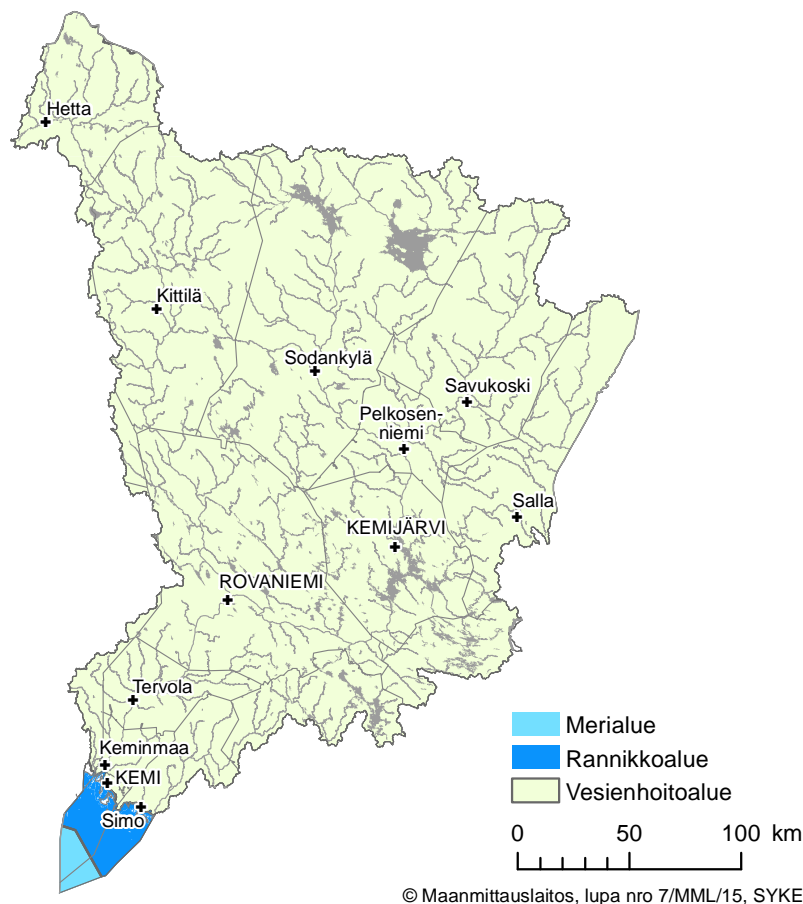 Hetta
Kittilä
Sodankylä
Savukoski
Pelkosen-
niemi
Salla
KEMIJÄRVI
ROVANIEMI
Tervola
Keminmaa
KEMI
Simo
Merialue
Rannikkoalue
Vesienhoitoalue
0 50 100 km
© Maanmittauslaitos, lupa nro 7/MML/15, SYKE